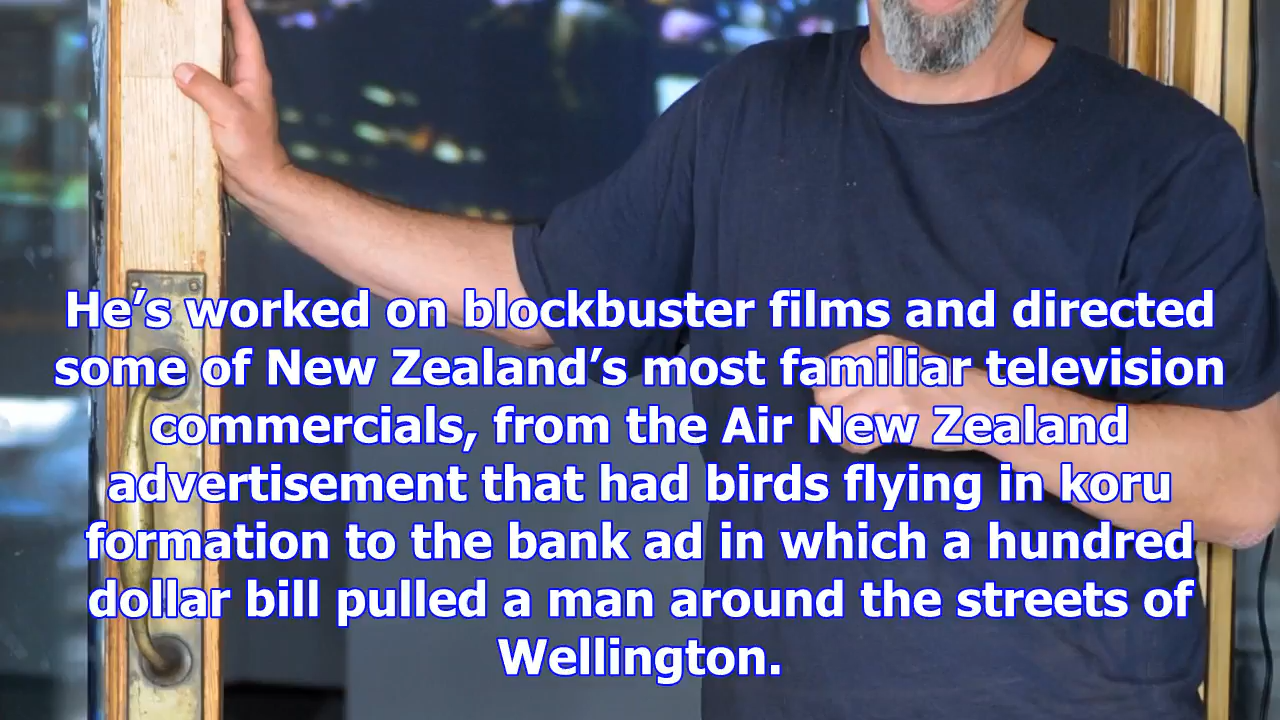 He’s worked on blockbuster films and directed
some of New Zealand’s most familiar television
commercials, from the Air New Zealand
advertisement that had birds flying in koru
formation to the bank ad in which a hundred
dollar bill pulled a man around the streets of
Wellington.